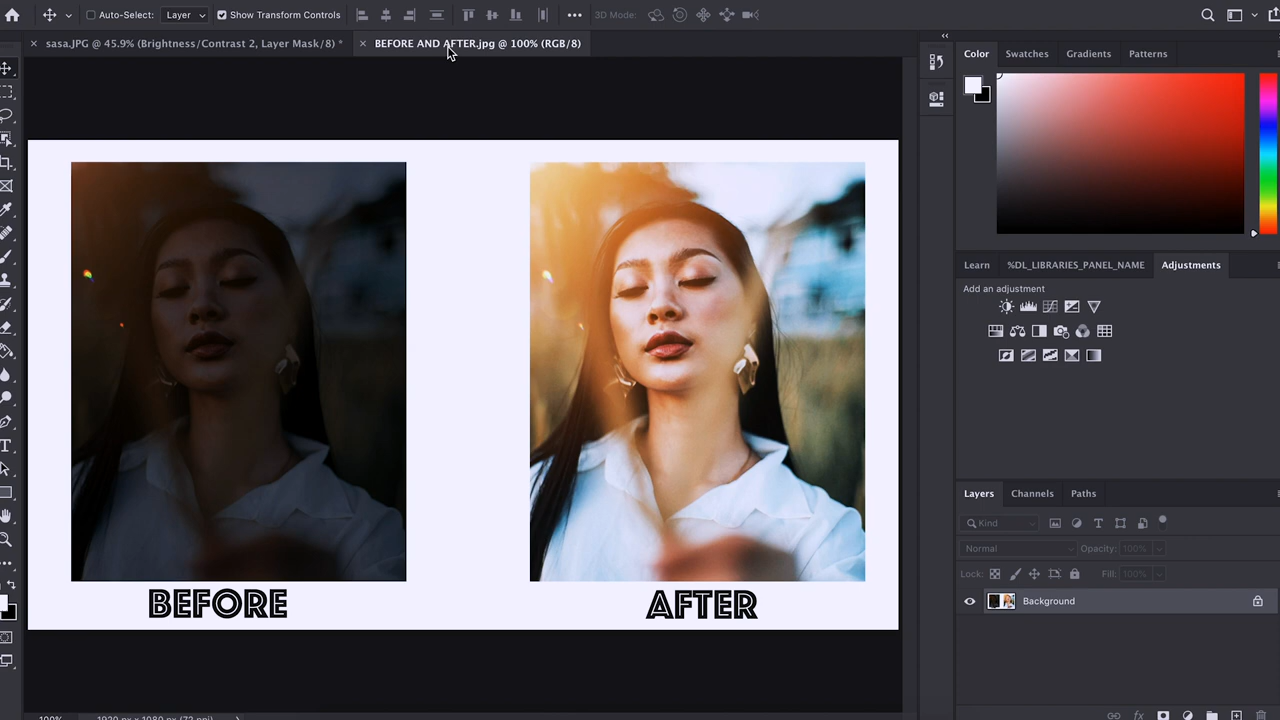 Auto-Select:
Layer
Show Transform Controls
3D Mode:
sasa.JPG @ 45.9% (Brightness/Contrast 2, Layer Mask/8) *
BEFORE AND AFTER.jpg @ 100% (RGB/8)
Color
Swatches
Gradients
Patterns
Learn
%DL_LIBRARIES_PANEL_NAME
Adjustments
Add an adjustment
Layers
Channels
Paths
Kind
Normal
Opacity:
100%
Lock:
Fill:
100%
Background
BEFORE
AFTER
100%
1920 px x 1080 px (72 ppi)